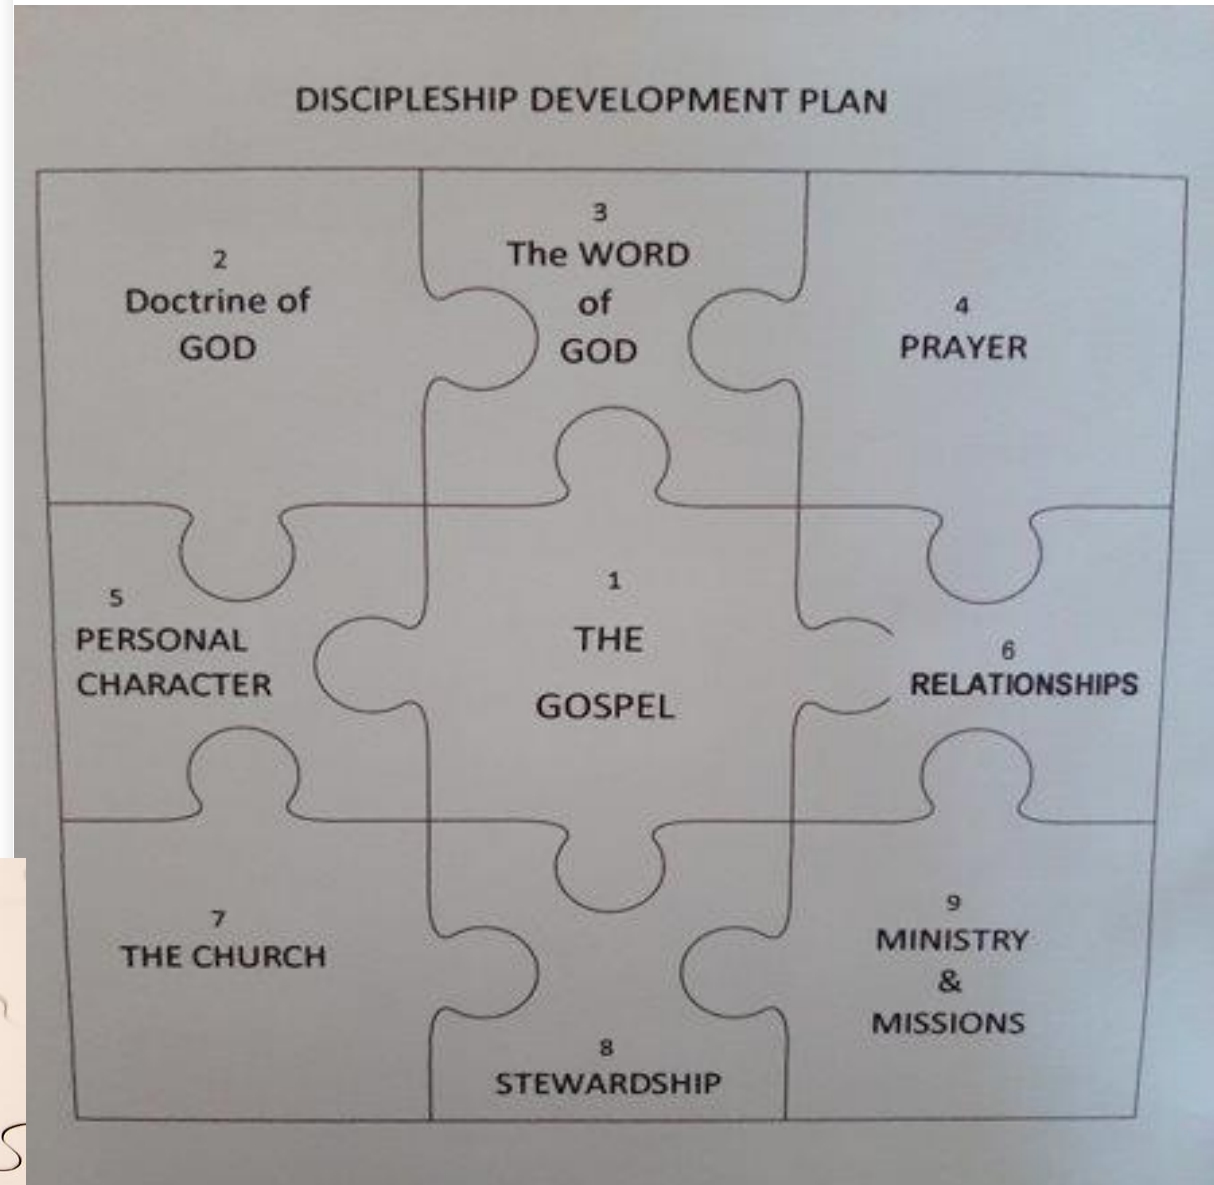 DISCIPLESHIP DEVELOPMENT PLAN
2
Doctrine of
GOD
3
The WORD
of
GOD
4
PRAYER
5
PERSONAL
CHARACTER
1
THE
GOSPEL
6
RELATIONSHIPS
7
THE CHURCH
8
STEWARDSHIP
9
MINISTRY
&
MISSIONS